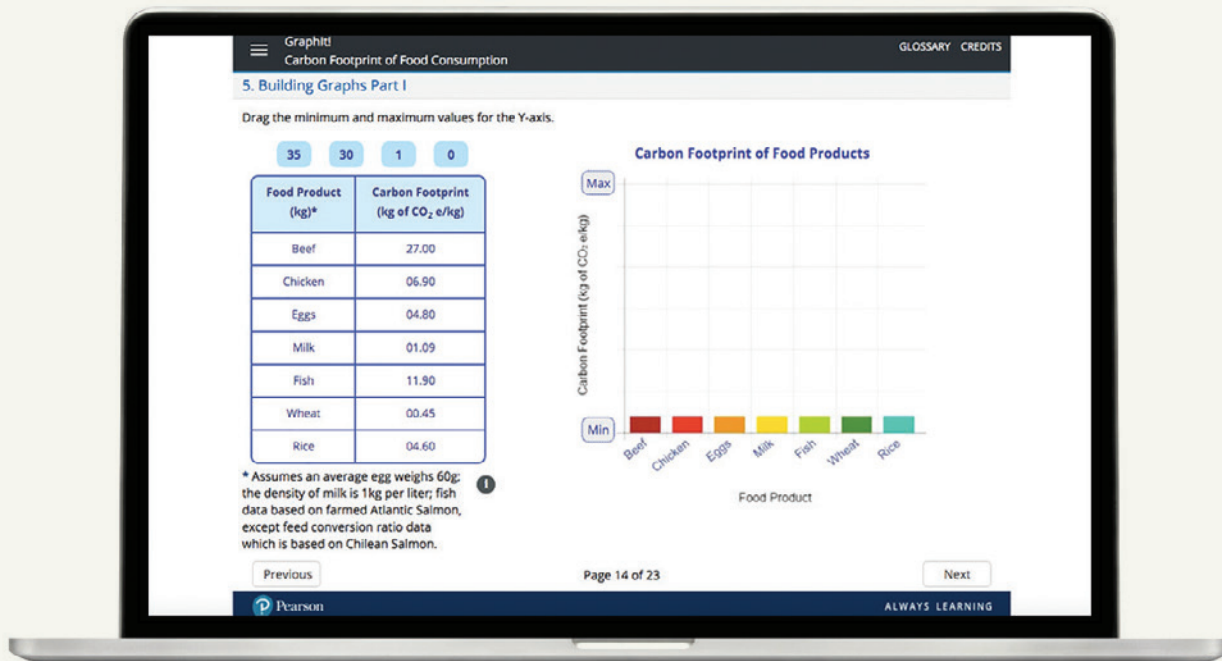 GraphIt!
Carbon Footprint of Food Consumption
GLOSSARY CREDITS
5. Building Graphs Part I
Drag the minimum and maximum values for the Y-axis.
35 30 1 0
Food Product (kg)* Carbon Footprint (kg of CO₂ e/kg)
Beef 27.00
Chicken 06.90
Eggs 04.80
Milk 01.09
Fish 11.90
Wheat 00.45
Rice 04.60
* Assumes an average egg weighs 60g;
the density of milk is 1kg per liter; fish
data based on farmed Atlantic Salmon,
except feed conversion ratio data
which is based on Chilean Salmon.
Carbon Footprint of Food Products
Max
Carbon Footprint (kg of CO₂ e/kg)
Min
Beef Chicken Eggs Milk Fish Wheat Rice
Food Product
Previous
Page 14 of 23
Next
Pearson
ALWAYS LEARNING